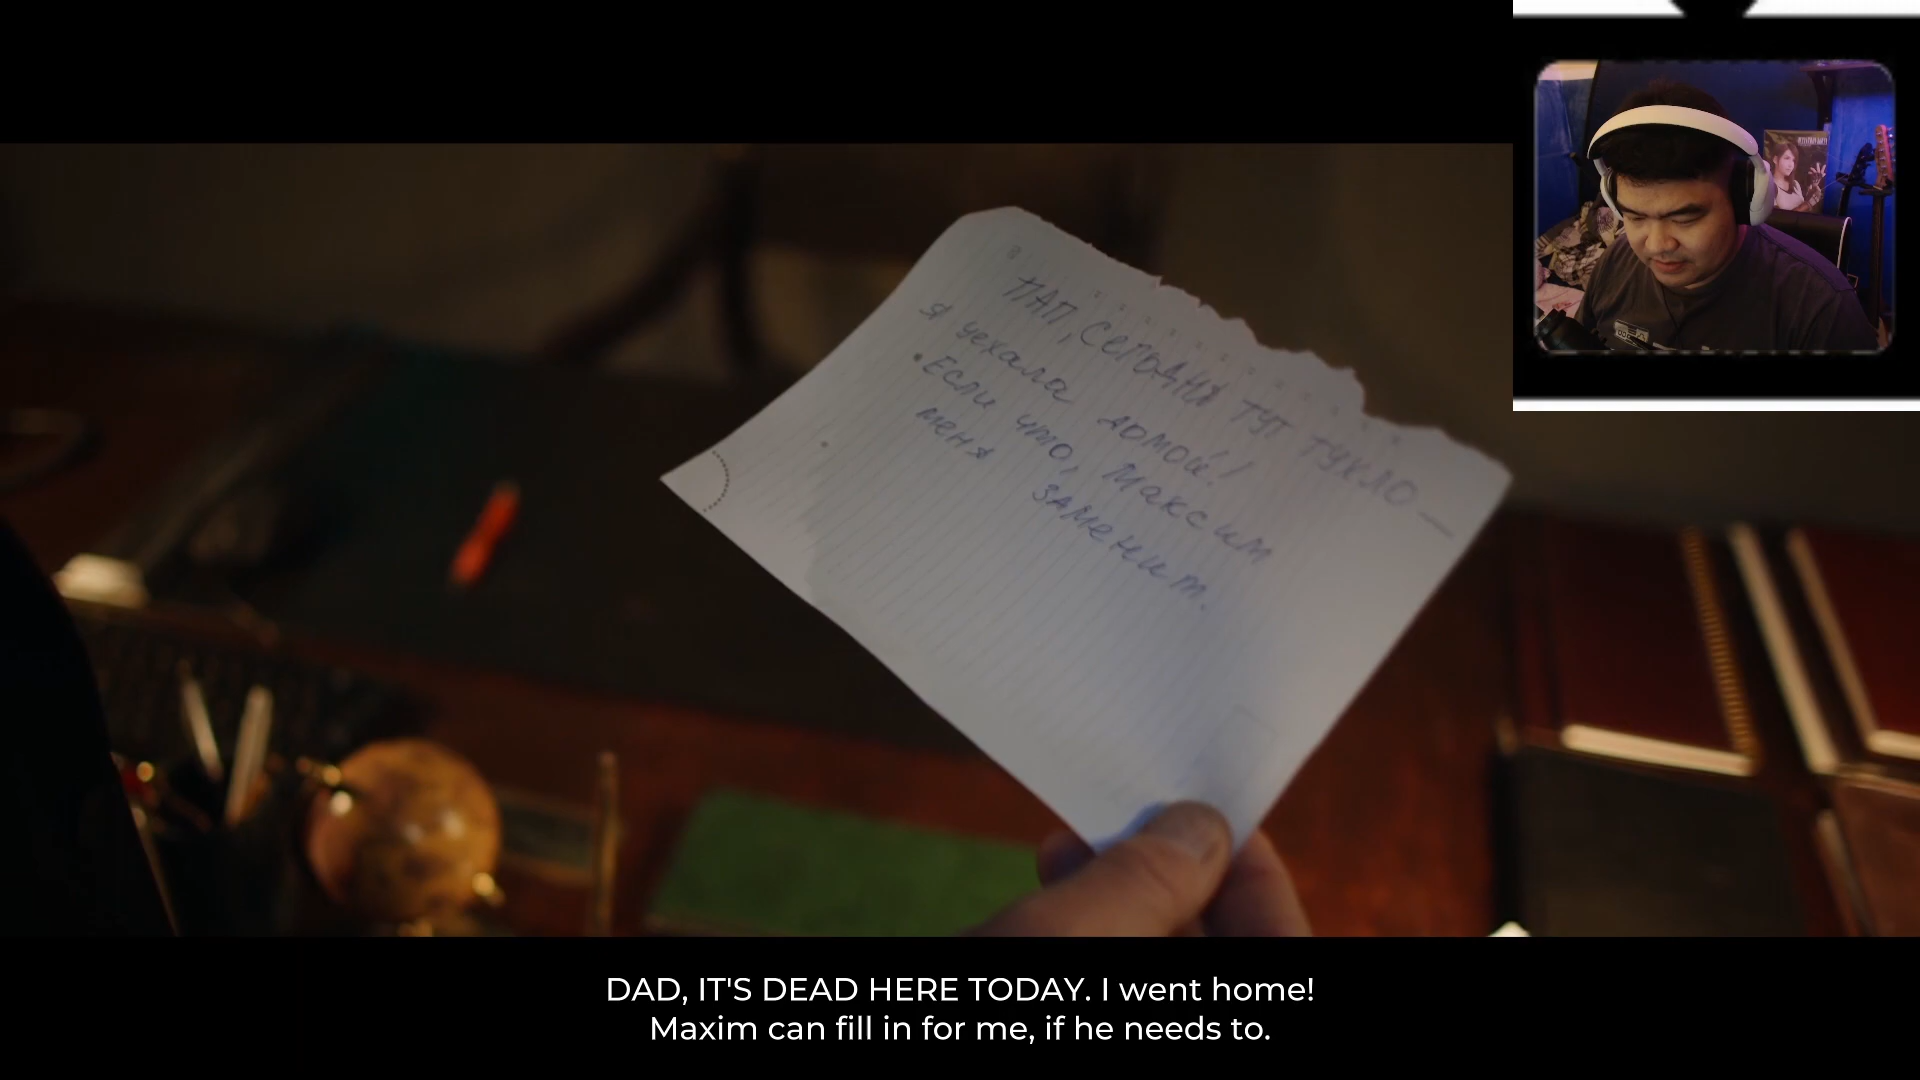 ПАП, СЕГОДНЯ ТУТ ТУХЛО —
Я уехала домой!
Если что, Максим
меня заменит.
DAD, IT'S DEAD HERE TODAY. I went home!
Maxim can fill in for me, if he needs to.